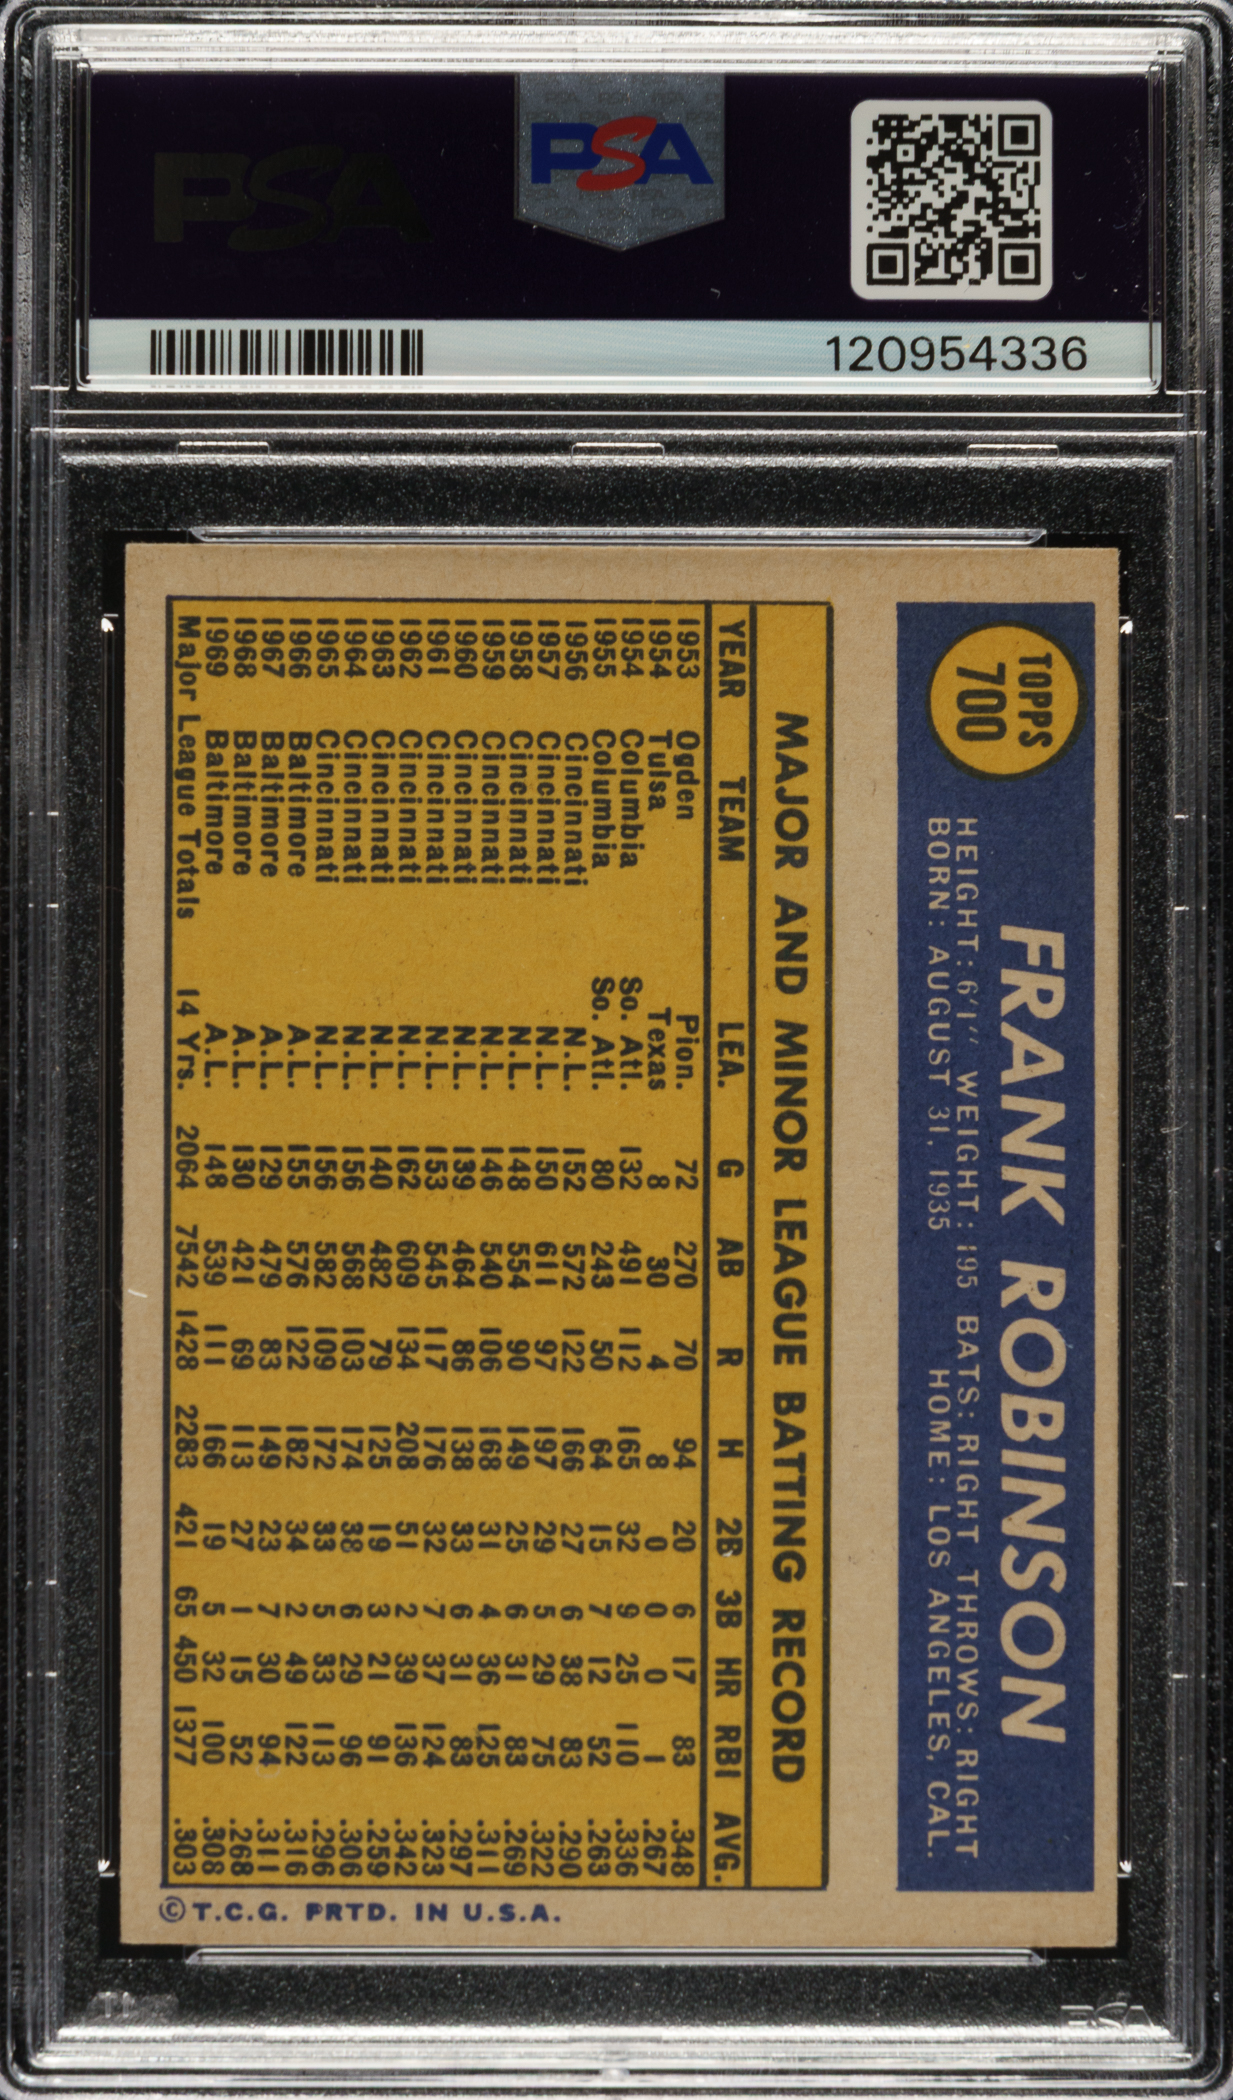 PSA
PSA
120954336
TOPPS
700
FRANK ROBINSON
HEIGHT: 6'1" WEIGHT: 195 BATS: RIGHT THROWS: RIGHT
BORN: AUGUST 31, 1935 HOME: LOS ANGELES, CAL.
MAJOR AND MINOR LEAGUE BATTING RECORD
YEAR TEAM LEA. G AB R H 2B 3B HR RBI AVG.
1953 Ogden Pion. 72 270 70 94 20 6 17 83 .348
1954 Tulsa Texas 8 30 4 8 0 0 0 1 .267
1954 Columbia So. Atl. 132 491 112 165 32 9 25 110 .336
1955 Columbia So. Atl. 80 243 50 64 15 7 12 52 .263
1956 Cincinnati N.L. 152 572 122 166 27 6 38 83 .290
1957 Cincinnati N.L. 150 611 97 197 29 5 29 75 .322
1958 Cincinnati N.L. 148 554 90 149 25 6 31 83 .269
1959 Cincinnati N.L. 146 540 106 168 31 4 36 125 .311
1960 Cincinnati N.L. 139 464 86 138 33 6 31 83 .297
1961 Cincinnati N.L. 153 545 117 176 32 7 37 124 .323
1962 Cincinnati N.L. 162 609 134 208 51 2 39 136 .342
1963 Cincinnati N.L. 140 482 79 125 19 3 21 91 .259
1964 Cincinnati N.L. 156 568 103 174 38 6 29 96 .306
1965 Cincinnati N.L. 156 582 109 172 33 5 33 113 .296
1966 Baltimore A.L. 155 576 122 182 34 2 49 122 .316
1967 Baltimore A.L. 129 479 83 149 23 7 30 94 .311
1968 Baltimore A.L. 130 421 69 113 27 1 15 52 .268
1969 Baltimore A.L. 148 539 111 166 19 5 32 100 .308
Major League Totals 14 Yrs. 2064 7542 1428 2283 421 65 450 1377 .303
© T.C.G. PRTD. IN U.S.A.
PSA